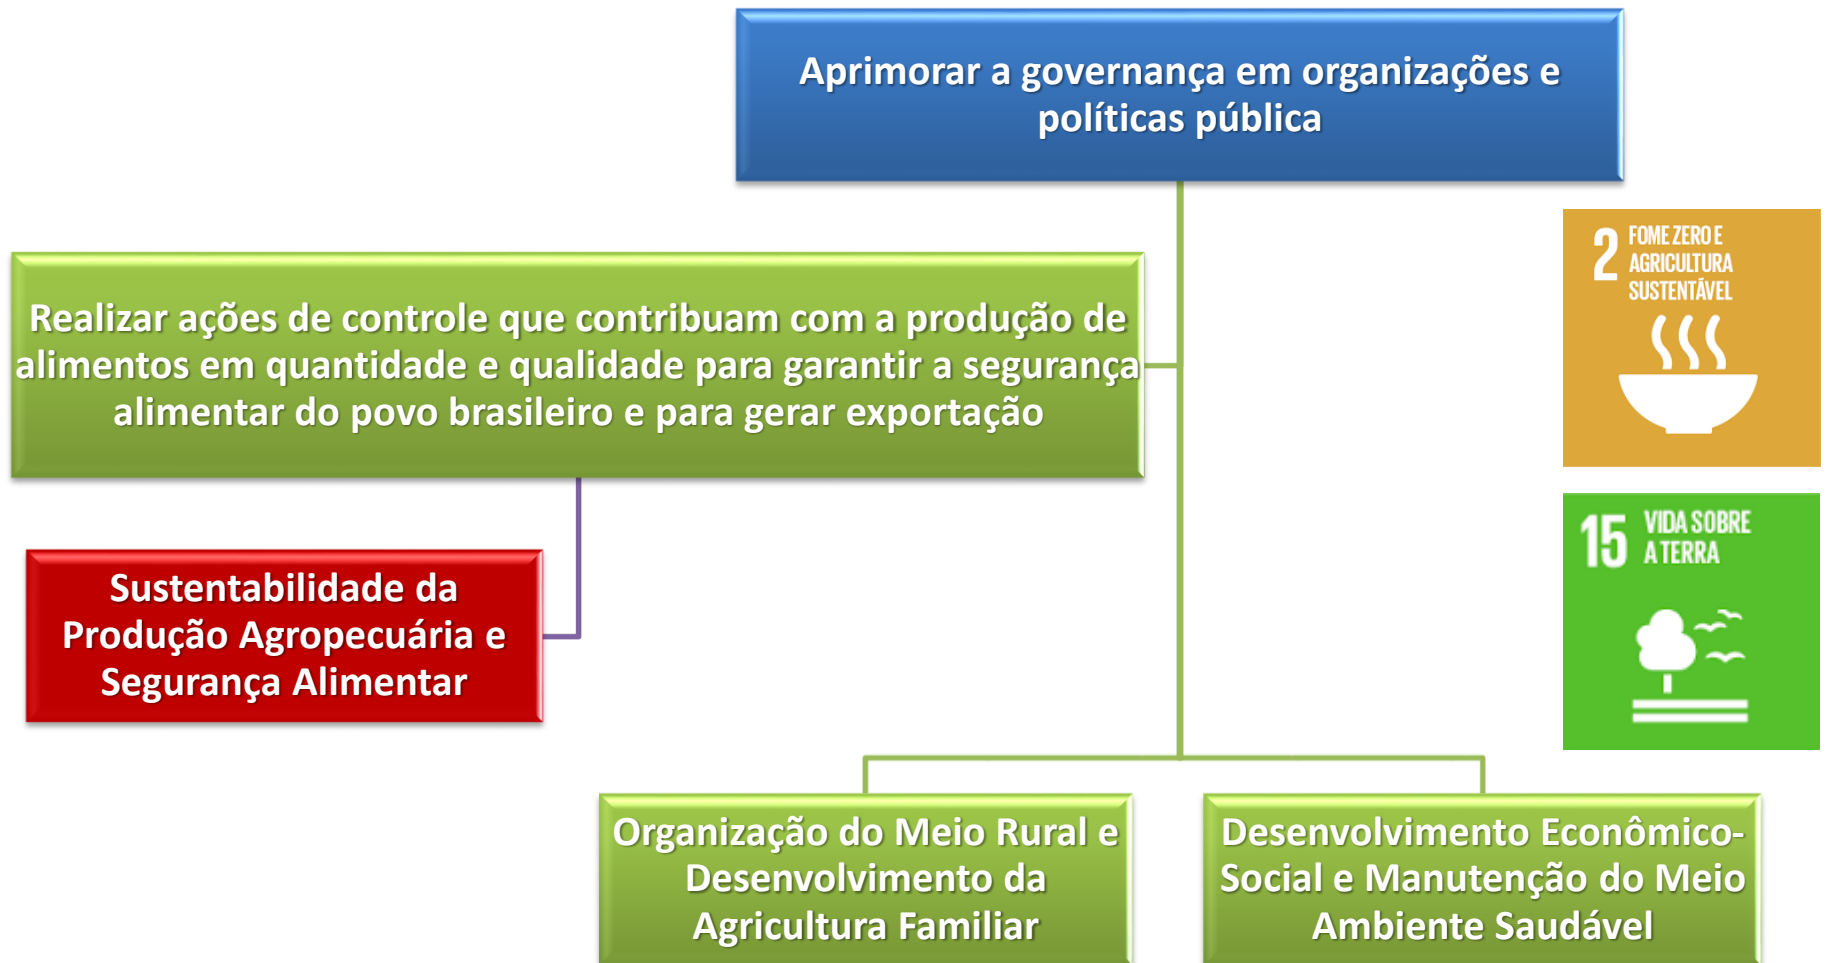 Aprimorar a governança em organizações e
políticas pública
Realizar ações de controle que contribuam com a produção de
alimentos em quantidade e qualidade para garantir a segurança
alimentar do povo brasileiro e para gerar exportação
2 FOME ZERO E
AGRICULTURA
SUSTENTÁVEL
15 VIDA SOBRE
A TERRA
Sustentabilidade da
Produção Agropecuária e
Segurança Alimentar
Organização do Meio Rural e
Desenvolvimento da
Agricultura Familiar
Desenvolvimento Econômico-
Social e Manutenção do Meio
Ambiente Saudável